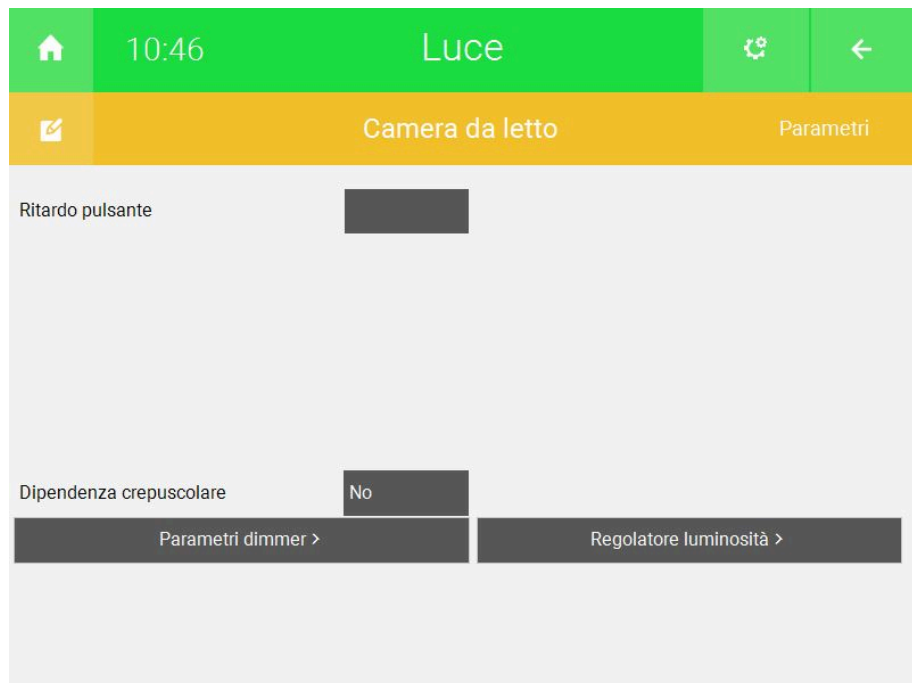 10:46 Luce
Camera da letto Parametri
Ritardo pulsante
Dipendenza crepuscolare No
Parametri dimmer > Regolatore luminosità >